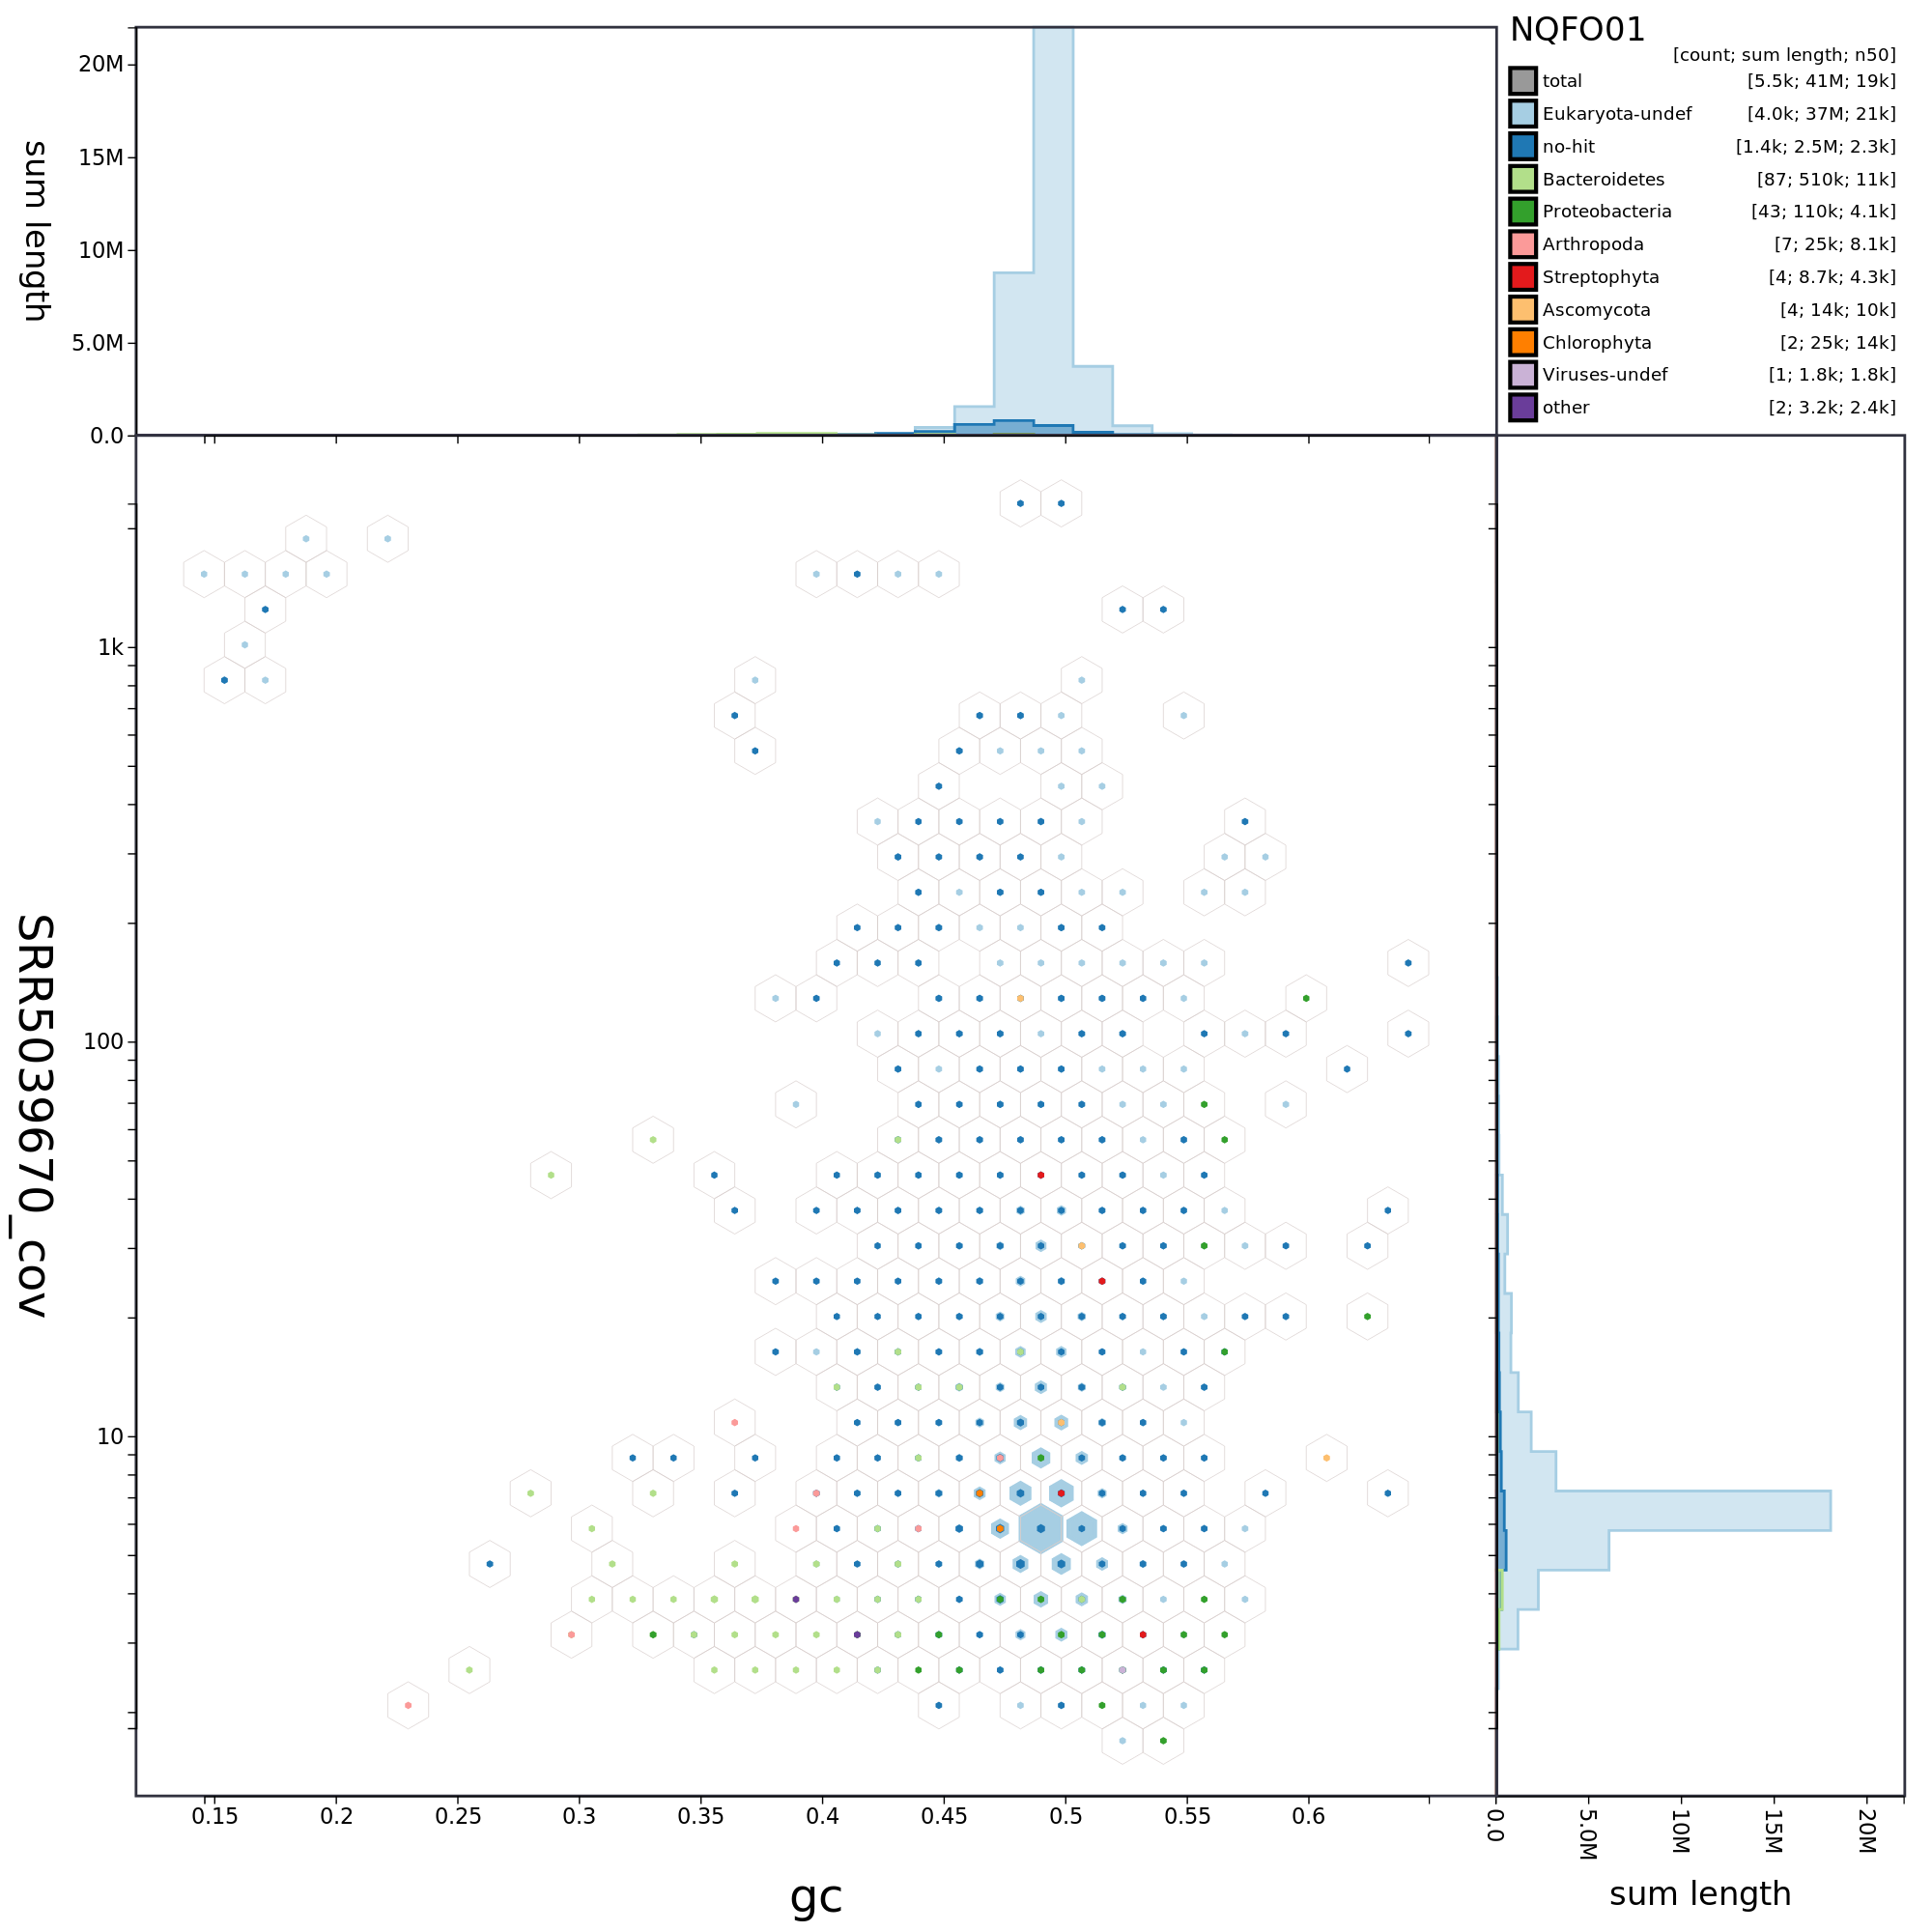 NQFO01
[count; sum length; n50]
total [5.5k; 41M; 19k]
Eukaryota-undef [4.0k; 37M; 21k]
no-hit [1.4k; 2.5M; 2.3k]
Bacteroidetes [87; 510k; 11k]
Proteobacteria [43; 110k; 4.1k]
Arthropoda [7; 25k; 8.1k]
Streptophyta [4; 8.7k; 4.3k]
Ascomycota [4; 14k; 10k]
Chlorophyta [2; 25k; 14k]
Viruses-undef [1; 1.8k; 1.8k]
other [2; 3.2k; 2.4k]
sum length
20M
15M
10M
5.0M
0.0
SRR5039670_cov
1k
100
10
0.15 0.2 0.25 0.3 0.35 0.4 0.45 0.5 0.55 0.6
gc
0.0 5.0M 10M 15M 20M
sum length